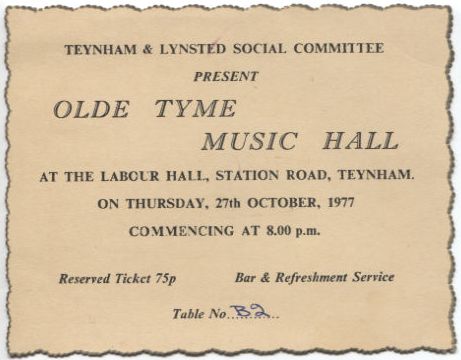 TEYNHAM & LYNSTED SOCIAL COMMITTEE
PRESENT
OLDE TYME
MUSIC HALL
AT THE LABOUR HALL, STATION ROAD, TEYNHAM.
ON THURSDAY, 27th OCTOBER, 1977
COMMENCING AT 8.00 p.m.
Reserved Ticket 75p Bar & Refreshment Service
Table No. B2